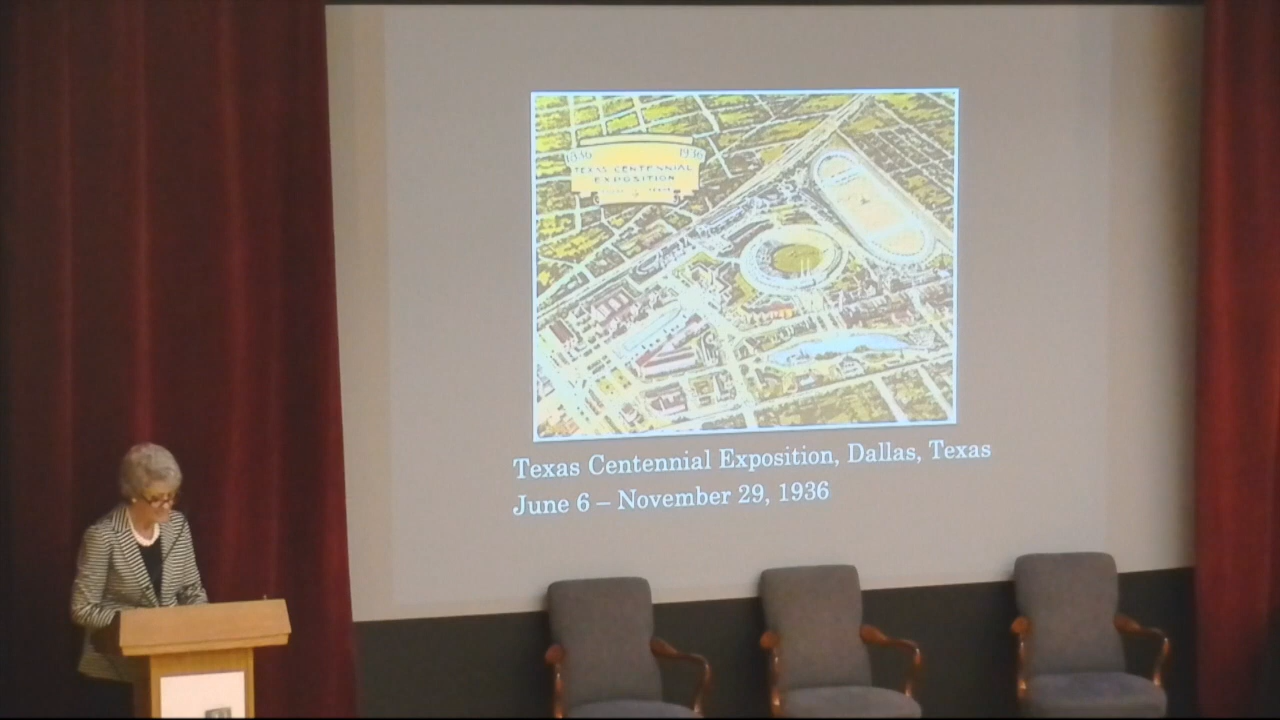 1836 1936
TEXAS CENTENNIAL
EXPOSITION
Texas Centennial Exposition, Dallas, Texas
June 6 – November 29, 1936